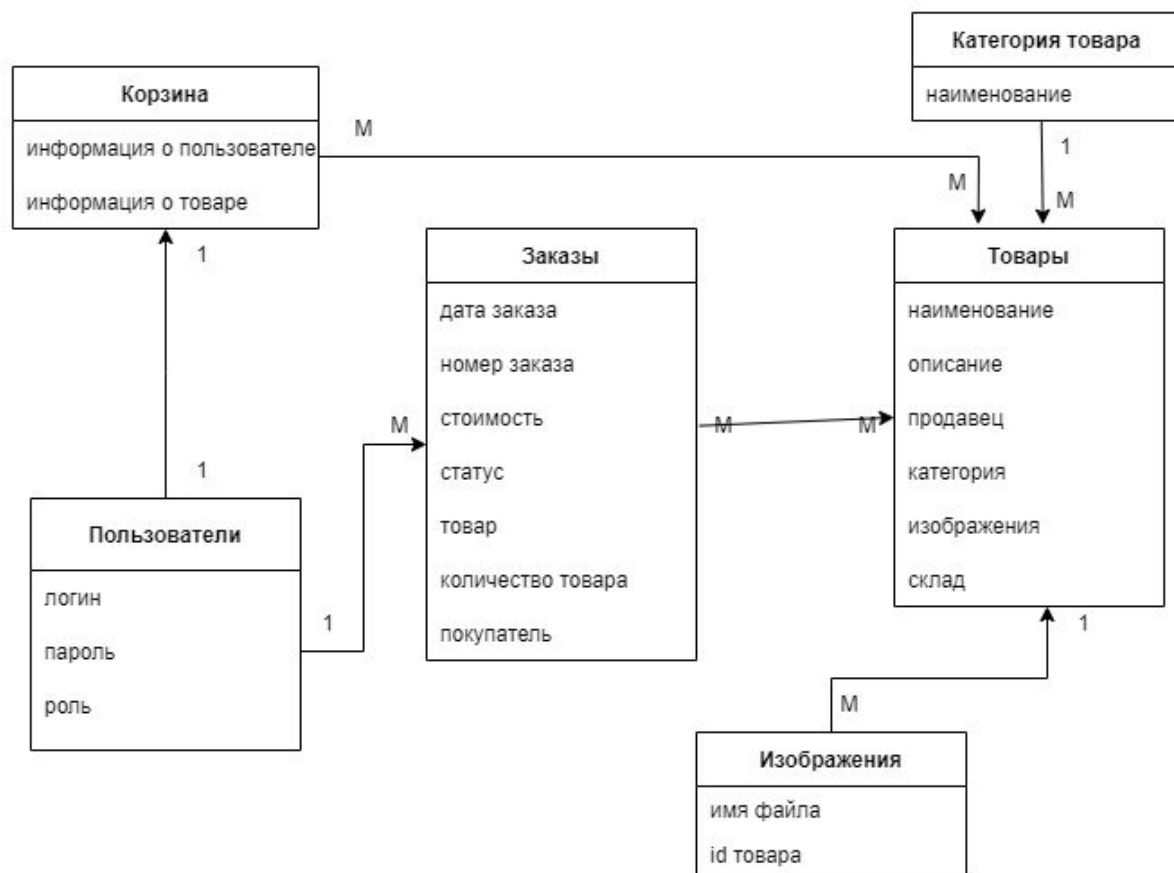 Категория товара
наименование
1
М
Корзина
информация о пользователе
информация о товаре
М
М
1
1
Заказы
дата заказа
номер заказа
стоимость
статус
товар
количество товара
покупатель
М
М
М
1
Товары
наименование
описание
продавец
категория
изображения
склад
1
Пользователи
логин
пароль
роль
М
Изображения
имя файла
id товара